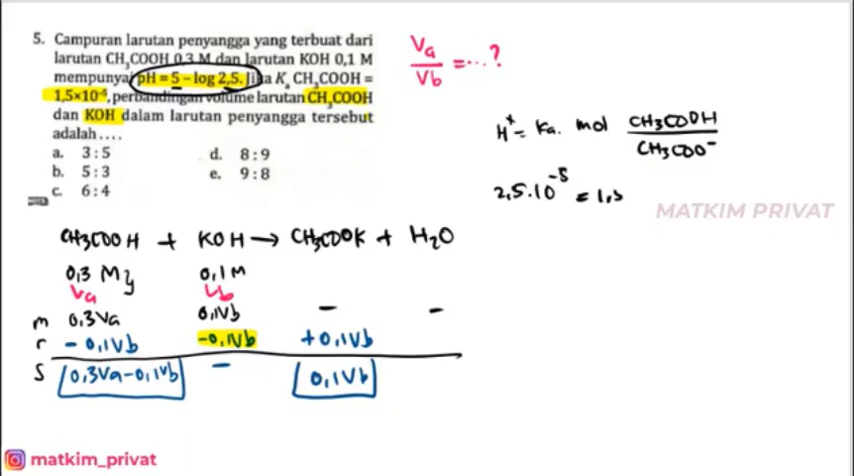 5. Campuran larutan penyangga yang terbuat dari
larutan CH₃COOH 0,3 M dan larutan KOH 0,1 M
mempunyai pH = 5 – log 2,5. Jika Kₐ CH₃COOH =
1,5×10⁻⁵, perbandingan volume larutan CH₃COOH
dan KOH dalam larutan penyangga tersebut
adalah . . . .
a. 3 : 5 d. 8 : 9
b. 5 : 3 e. 9 : 8
c. 6 : 4
Va/Vb = ...?
H⁺ = Ka. mol CH3COOH/CH3COO⁻
2,5.10⁻⁵ = 1,5
MATKIM PRIVAT
CH3COOH + KOH → CH3COOK + H2O
0,3 M 0,1 M
Va Vb
m 0,3Va 0,1Vb - -
r - 0,1Vb -0,1Vb +0,1Vb
S 0,3Va-0,1Vb - 0,1Vb
matkim_privat